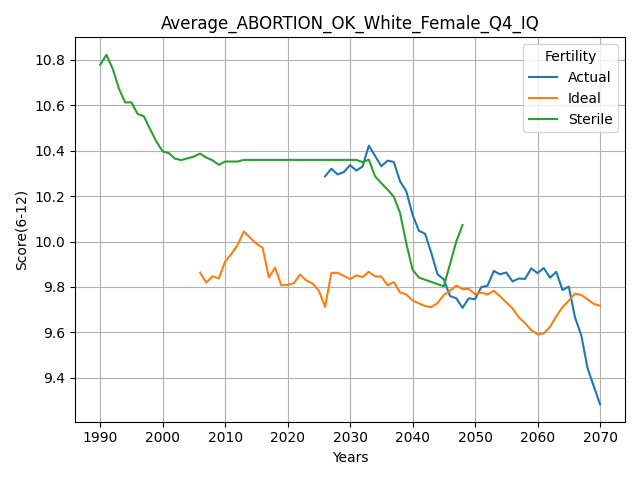 Average_ABORTION_OK_White_Female_Q4_IQ
Fertility
Actual
Ideal
Sterile
Score(6-12)
10.8
10.6
10.4
10.2
10.0
9.8
9.6
9.4
1990 2000 2010 2020 2030 2040 2050 2060 2070
Years